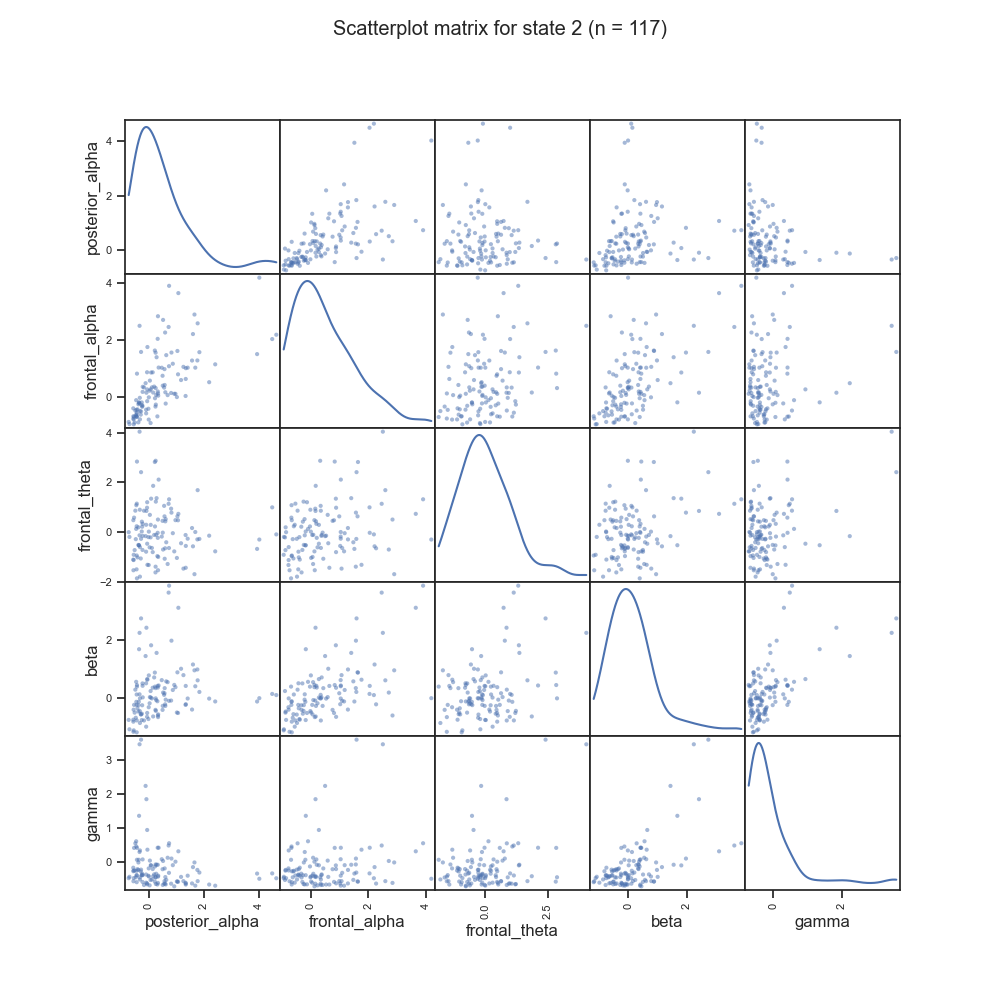 Scatterplot matrix for state 2 (n = 117)
posterior_alpha
4
2
0
frontal_alpha
4
2
0
frontal_theta
4
2
0
−2
beta
2
0
gamma
3
2
1
0
0
2
4
0
2
4
0.0
2.5
0
2
0
2
posterior_alpha
frontal_alpha
frontal_theta
beta
gamma